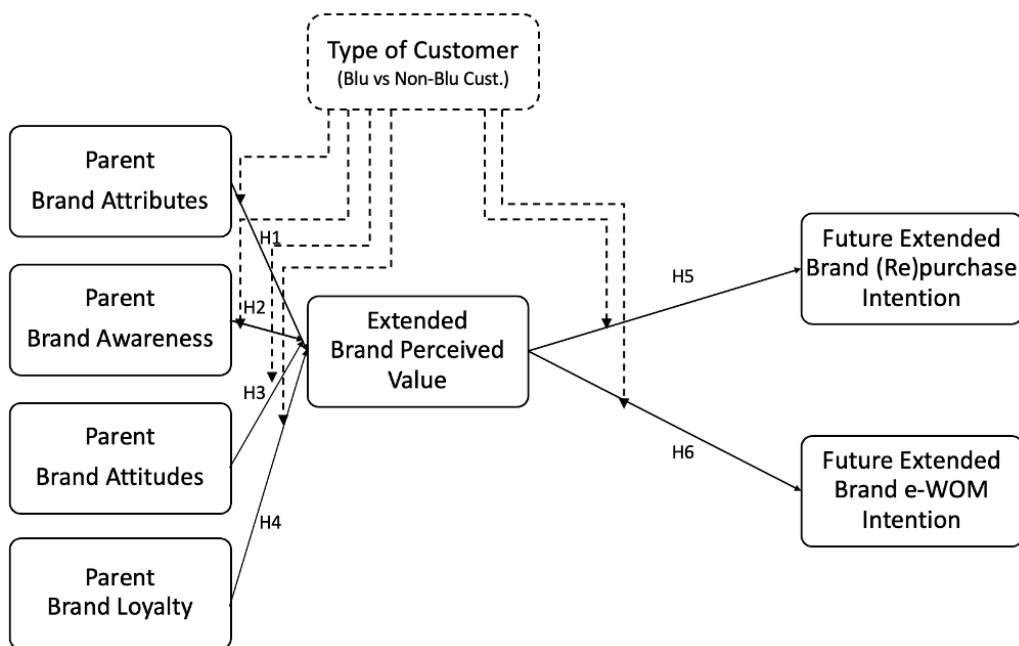 Type of Customer
(Blu vs Non-Blu Cust.)
Parent
Brand Attributes
H1
Parent
Brand Awareness
H2
Parent
Brand Attitudes
H3
Parent
Brand Loyalty
H4
Extended
Brand Perceived
Value
H5
Future Extended
Brand (Re)purchase
Intention
H6
Future Extended
Brand e-WOM
Intention